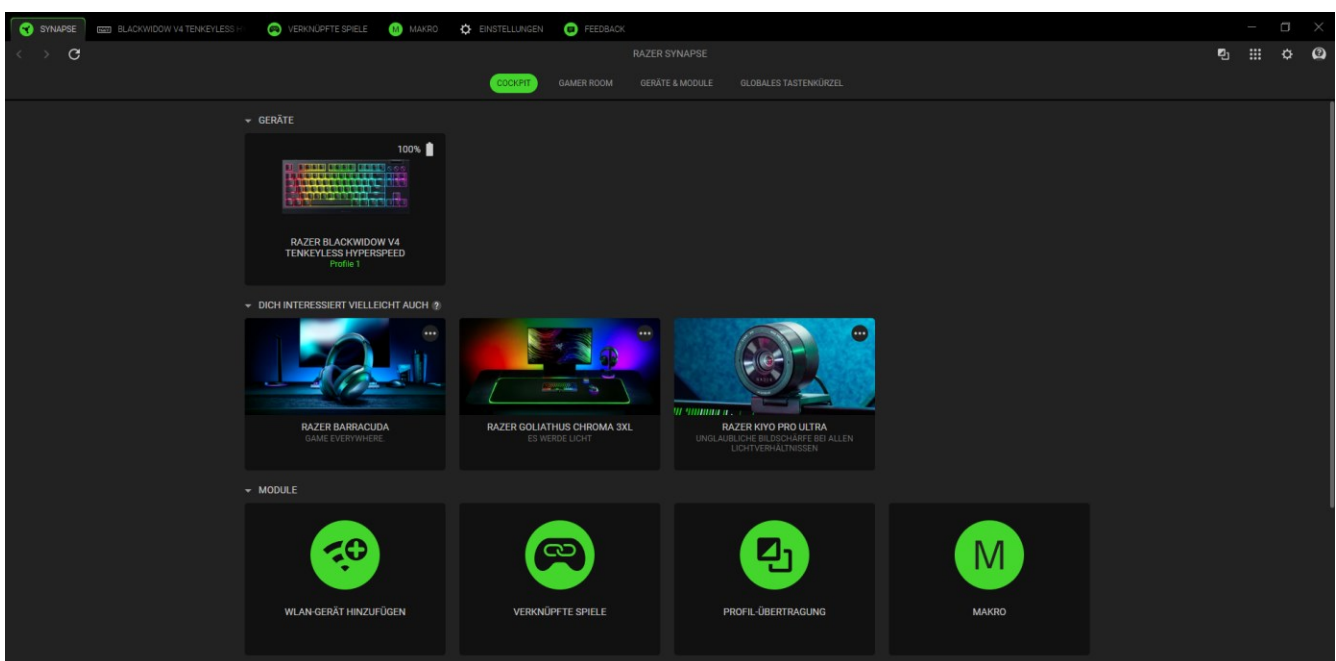 SYNAPSE
BLACKWIDOW V4 TENKEYLESS
VERKNÜPFTE SPIELE
M
MAKRO
EINSTELLUNGEN
FEEDBACK
RAZER SYNAPSE
COCKPIT
GAMER ROOM
GERÄTE & MODULE
GLOBALES TASTENKÜRZEL
GERÄTE
100%
RAZER BLACKWIDOW V4
TENKEYLESS HYPERSPEED
Profile 1
DICH INTERESSIERT VIELLEICHT AUCH ?
RAZER BARRACUDA
GAME EVERYWHERE.
RAZER GOLIATHUS CHROMA 3XL
ES WERDE LICHT
RAZER KIYO PRO ULTRA
UNGLAUBLICHE BILDSCHÄRFE BEI ALLEN
LICHTVERHÄLTNISSEN
MODULE
WLAN-GERÄT HINZUFÜGEN
VERKNÜPFTE SPIELE
PROFIL-ÜBERTRAGUNG
M
MAKRO